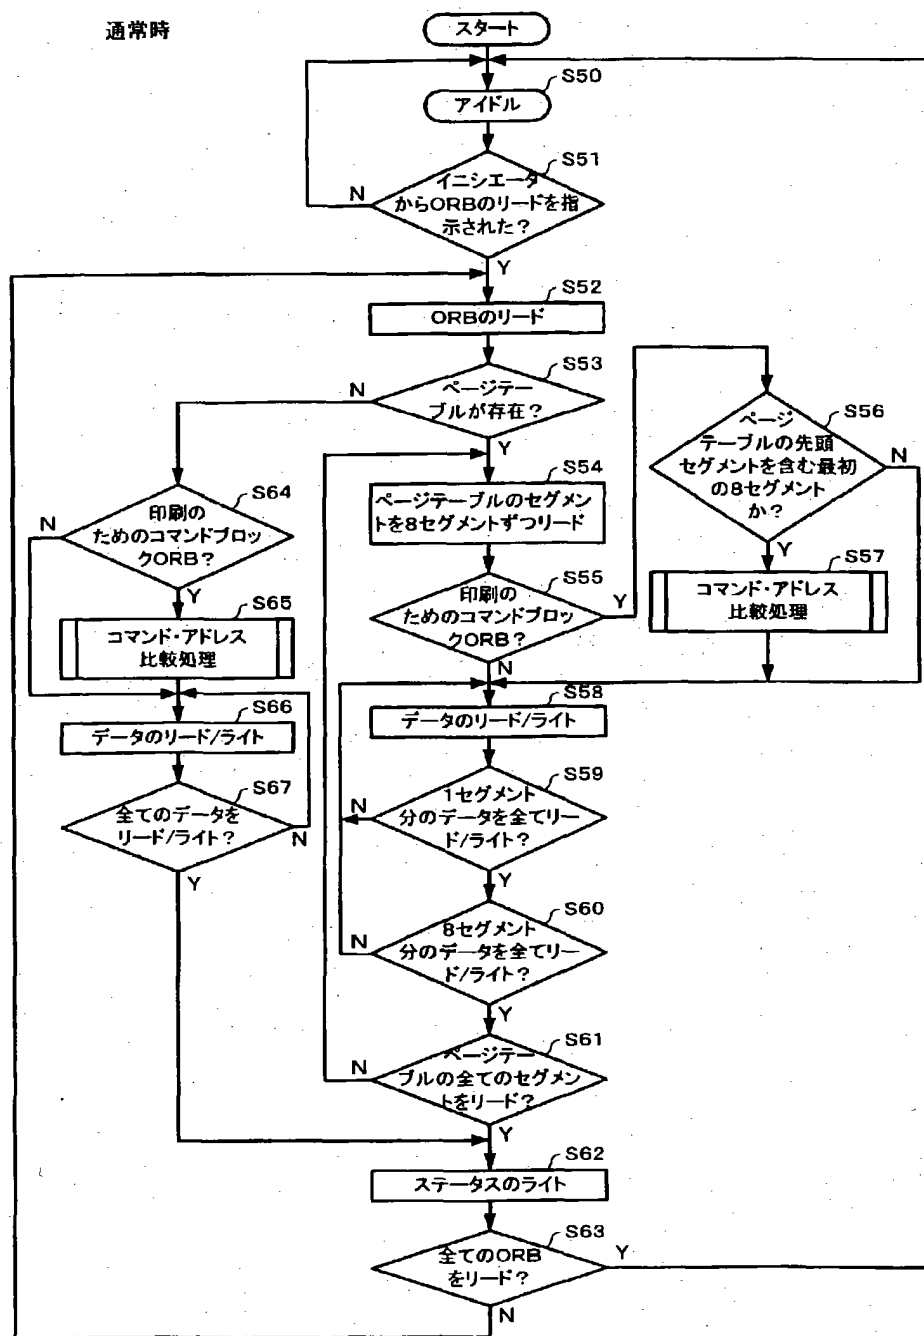 通常時
スタート
S50
アイドル
S51
イニシエータ
からORBのリードを指
示された?
N
Y
S52
ORBのリード
S53
ページテー
ブルが存在?
N
Y
S54
ページテーブルのセグメン
トを8セグメントずつリード
S55
印刷の
ためのコマンドブロッ
クORB?
Y
N
S56
ページ
テーブルの先頭
セグメントを含む最初
の8セグメント
か?
N
Y
S57
コマンド・アドレス
比較処理
S64
印刷の
ためのコマンドブロッ
クORB?
N
Y
S65
コマンド・アドレス
比較処理
S66
データのリード/ライト
S67
全てのデータを
リード/ライト?
N
Y
S58
データのリード/ライト
S59
1セグメント
分のデータを全てリー
ド/ライト?
N
Y
S60
8セグメント
分のデータを全てリー
ド/ライト?
N
Y
S61
ページテー
ブルの全てのセグメン
トをリード?
N
Y
S62
ステータスのライト
S63
全てのORB
をリード?
Y
N